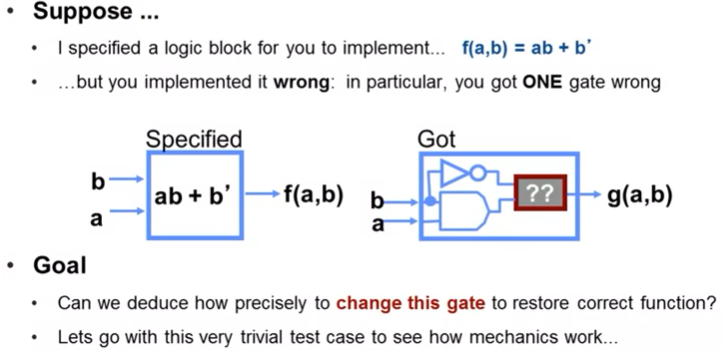 • Suppose ...
• I specified a logic block for you to implement... f(a,b) = ab + b'
• ...but you implemented it wrong: in particular, you got ONE gate wrong
Specified Got
b
a
ab + b'
f(a,b)
b
a
??
g(a,b)
• Goal
• Can we deduce how precisely to change this gate to restore correct function?
• Lets go with this very trivial test case to see how mechanics work...